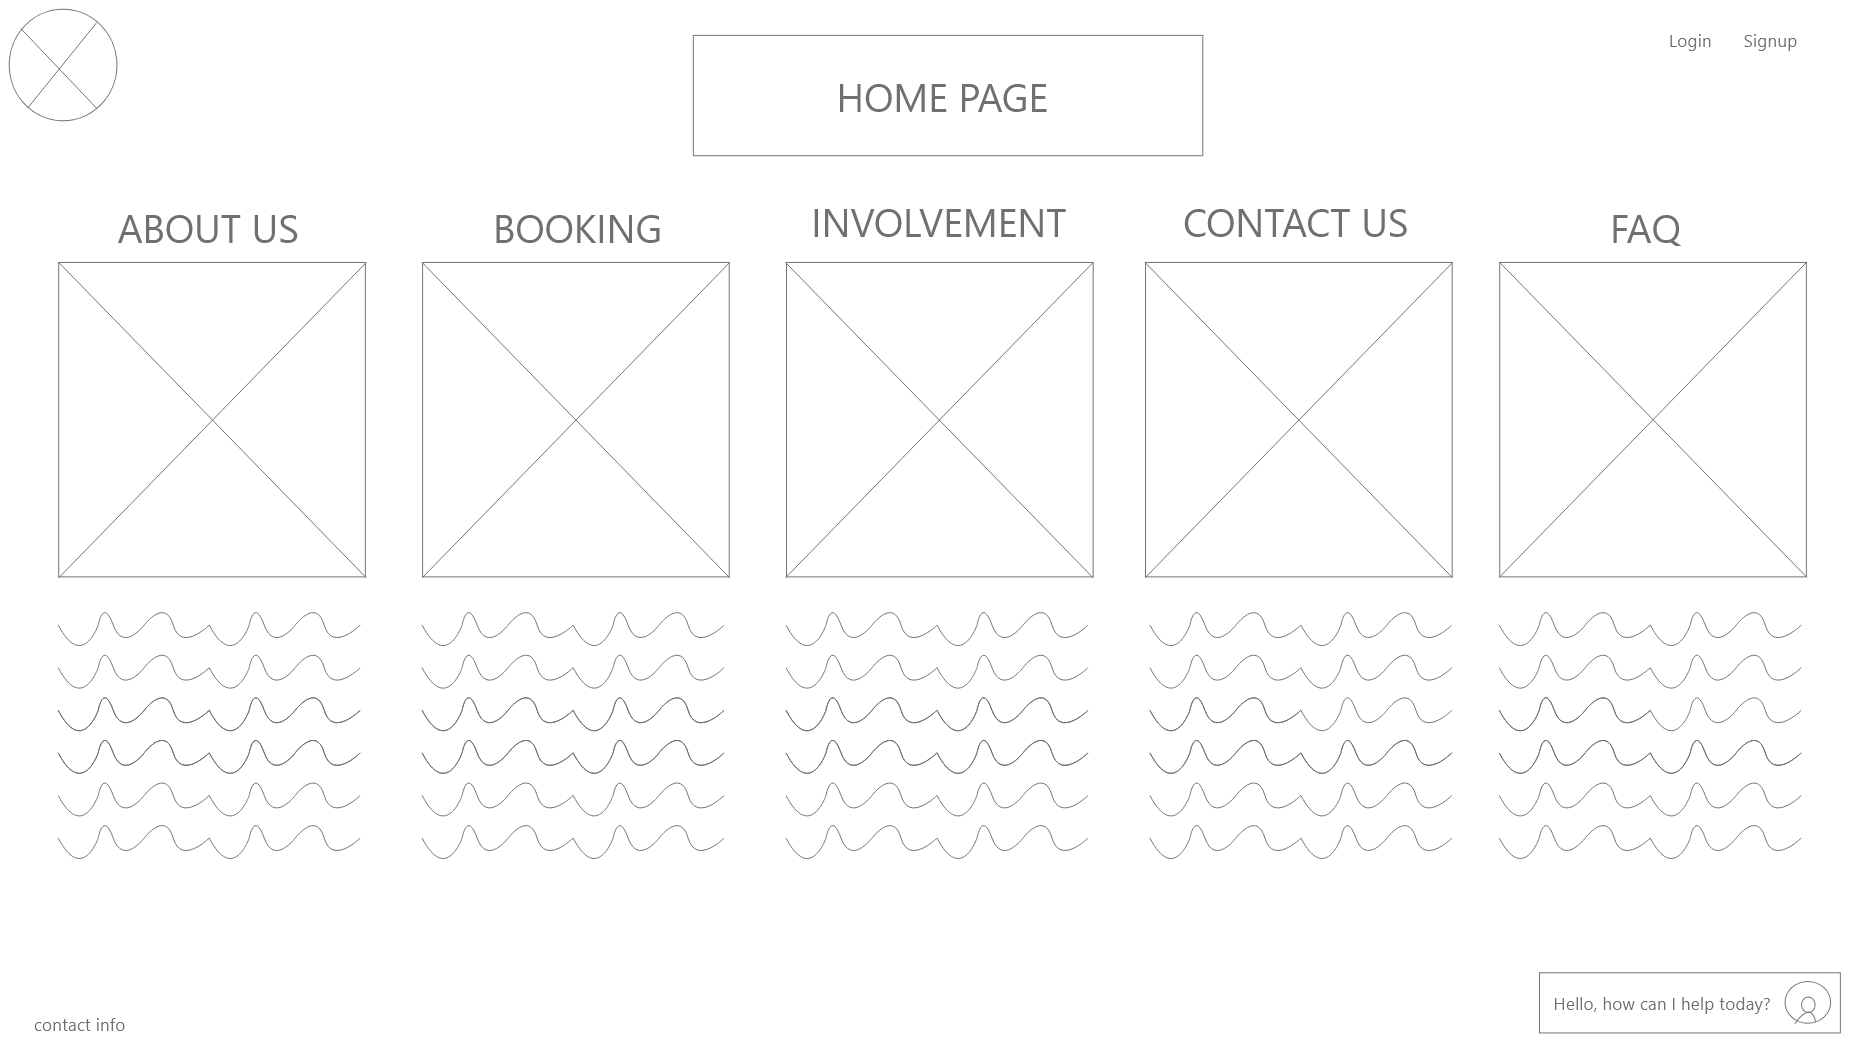 Login Signup
HOME PAGE
ABOUT US
BOOKING
INVOLVEMENT
CONTACT US
FAQ
Hello, how can I help today?
contact info